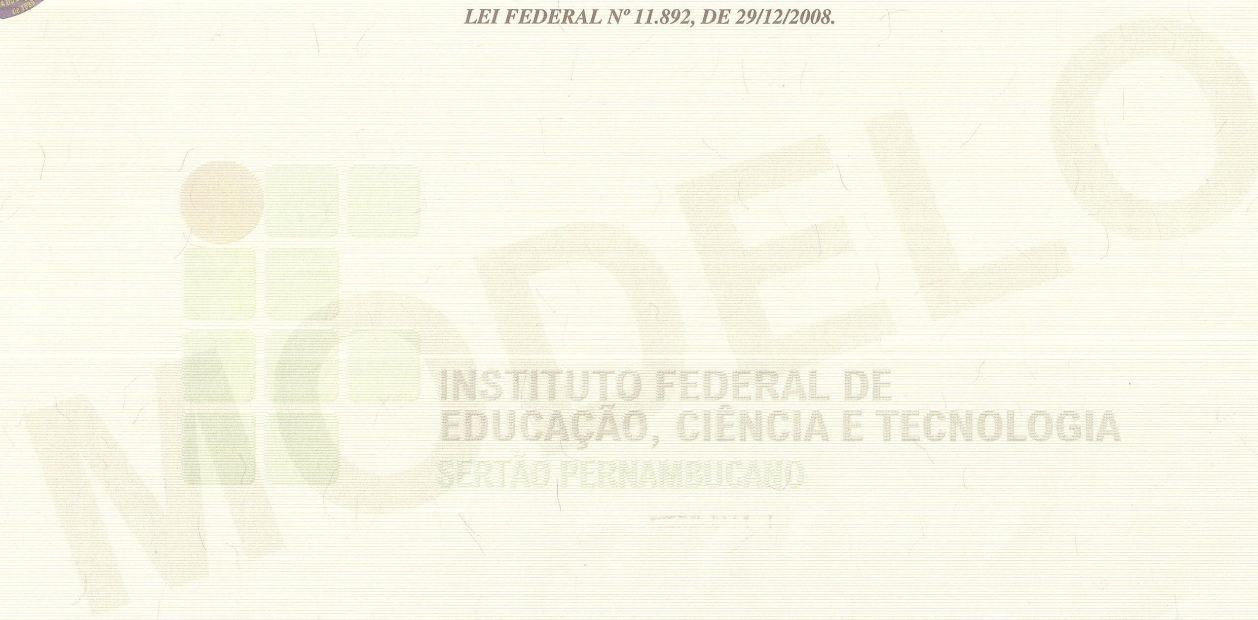 LEI FEDERAL Nº 11.892, DE 29/12/2008.
MODELO
INSTITUTO FEDERAL DE
EDUCAÇÃO, CIÊNCIA E TECNOLOGIA
SERTÃO PERNAMBUCANO